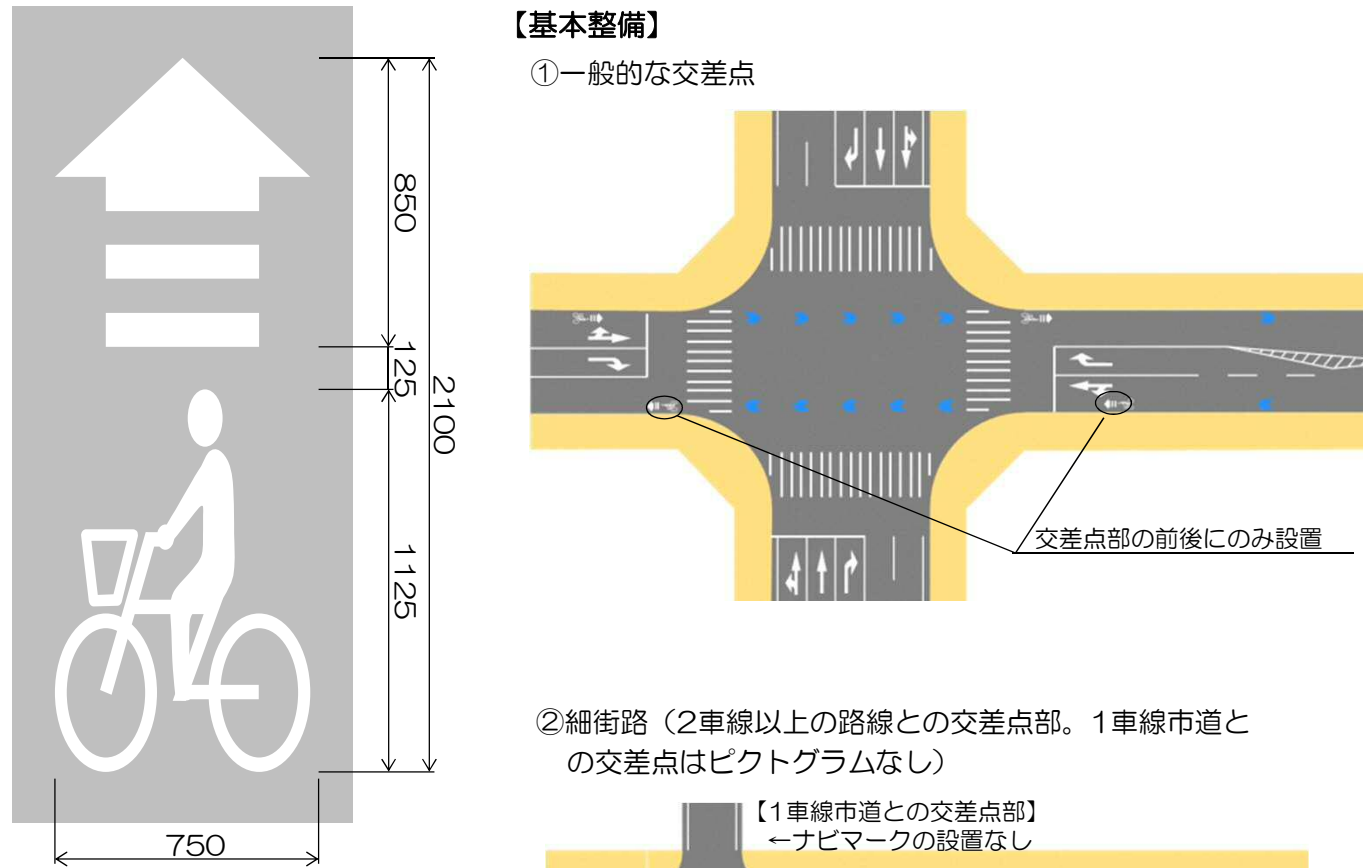 850
125
2100
1125
750
【基本整備】
①一般的な交差点
交差点部の前後にのみ設置
②細街路（2車線以上の路線との交差点部。1車線市道と
の交差点はピクトグラムなし）
【1車線市道との交差点部】
←ナビマークの設置なし